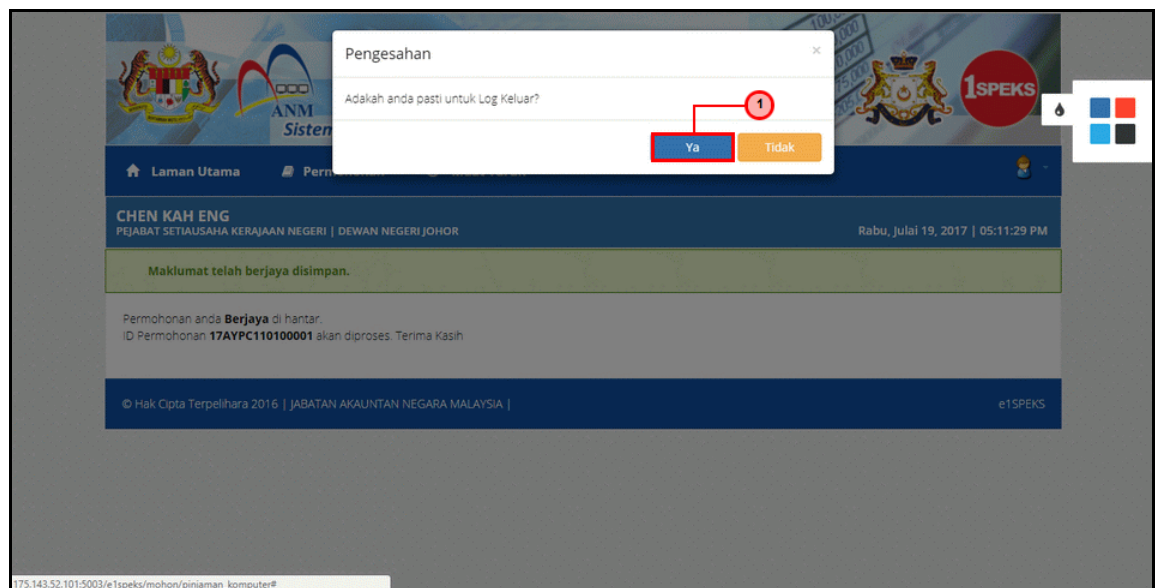 Pengesahan
×
Adakah anda pasti untuk Log Keluar?
1
Ya
Tidak
ANM
Sistem
1SPEKS
Laman Utama
CHEN KAH ENG
PEJABAT SETIAUSAHA KERAJAAN NEGERI | DEWAN NEGERI JOHOR
Rabu, Julai 19, 2017 | 05:11:29 PM
Maklumat telah berjaya disimpan.
Permohonan anda Berjaya di hantar.
ID Permohonan 17AYPC110100001 akan diproses. Terima Kasih
© Hak Cipta Terpelihara 2016 | JABATAN AKAUNTAN NEGARA MALAYSIA |
e1SPEKS
175.143.52.101:5003/e1speks/mohon/pinjaman_komputer#